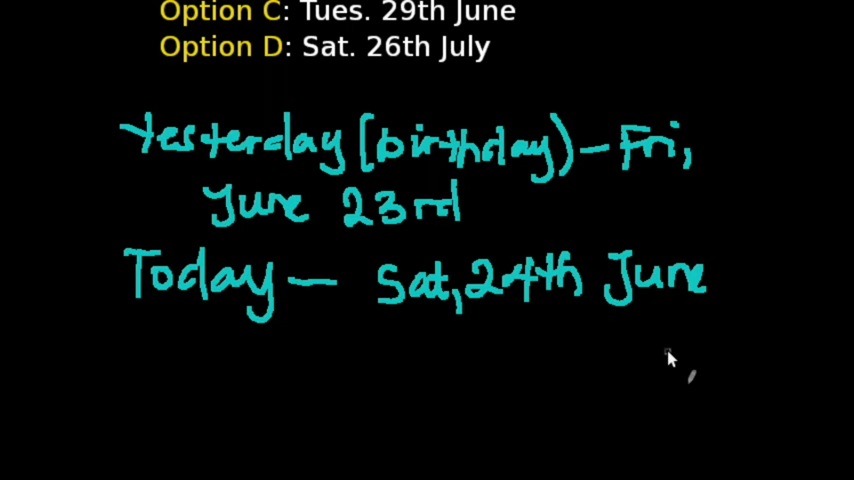 Option C: Tues. 29th June
Option D: Sat. 26th July
Yesterday (birthday) - Fri,
June 23rd
Today - Sat, 24th June